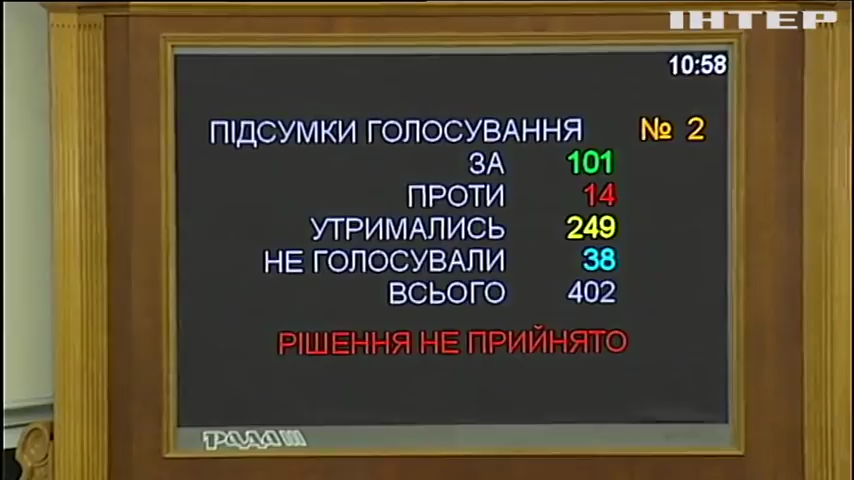 ІНТЕР
10:58
ПІДСУМКИ ГОЛОСУВАННЯ № 2
ЗА 101
ПРОТИ 14
УТРИМАЛИСЬ 249
НЕ ГОЛОСУВАЛИ 38
ВСЬОГО 402
РІШЕННЯ НЕ ПРИЙНЯТО
РАДА